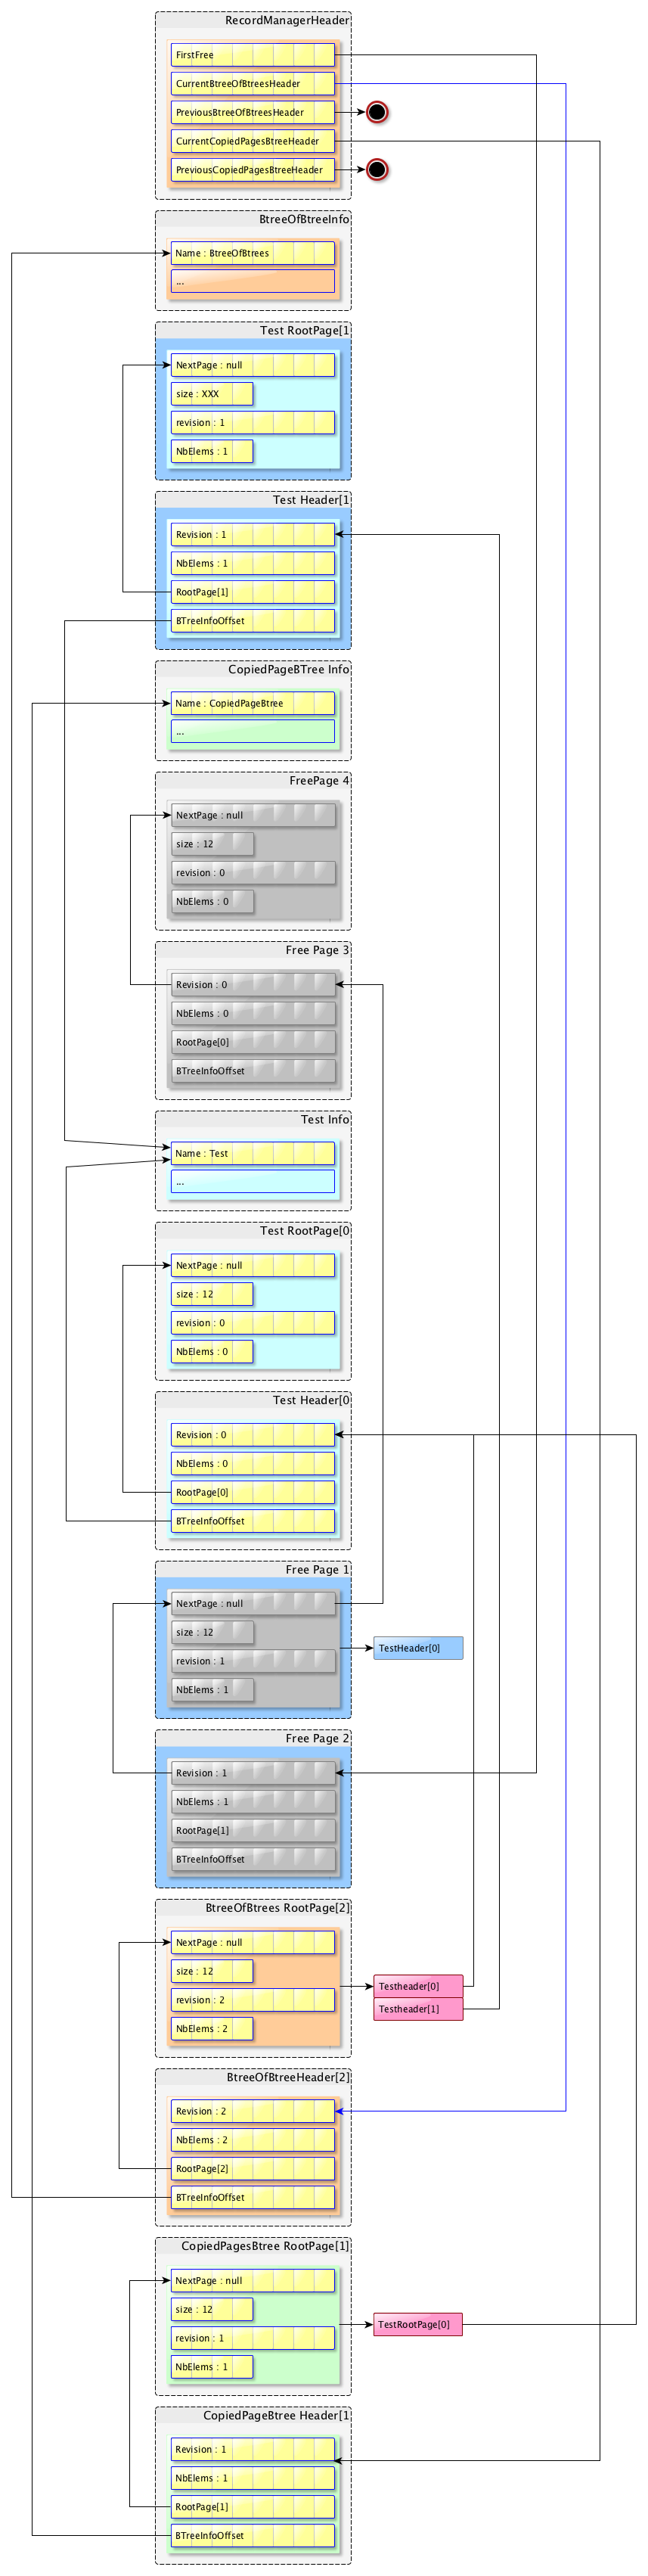 RecordManagerHeader
FirstFree
CurrentBtreeOfBtreesHeader
PreviousBtreeOfBtreesHeader
CurrentCopiedPagesBtreeHeader
PreviousCopiedPagesBtreeHeader
BtreeOfBtreeInfo
Name : BtreeOfBtrees
...
Test RootPage[1
NextPage : null
size : XXX
revision : 1
NbElems : 1
Test Header[1
Revision : 1
NbElems : 1
RootPage[1]
BTreeInfoOffset
CopiedPageBTree Info
Name : CopiedPageBtree
...
FreePage 4
NextPage : null
size : 12
revision : 0
NbElems : 0
Free Page 3
Revision : 0
NbElems : 0
RootPage[0]
BTreeInfoOffset
Test Info
Name : Test
...
Test RootPage[0
NextPage : null
size : 12
revision : 0
NbElems : 0
Test Header[0
Revision : 0
NbElems : 0
RootPage[0]
BTreeInfoOffset
Free Page 1
NextPage : null
size : 12
TestHeader[0]
revision : 1
NbElems : 1
Free Page 2
Revision : 1
NbElems : 1
RootPage[1]
BTreeInfoOffset
BtreeOfBtrees RootPage[2]
NextPage : null
size : 12
Testheader[0]
revision : 2
Testheader[1]
NbElems : 2
BtreeOfBtreeHeader[2]
Revision : 2
NbElems : 2
RootPage[2]
BTreeInfoOffset
CopiedPagesBtree RootPage[1]
NextPage : null
size : 12
TestRootPage[0]
revision : 1
NbElems : 1
CopiedPageBtree Header[1
Revision : 1
NbElems : 1
RootPage[1]
BTreeInfoOffset